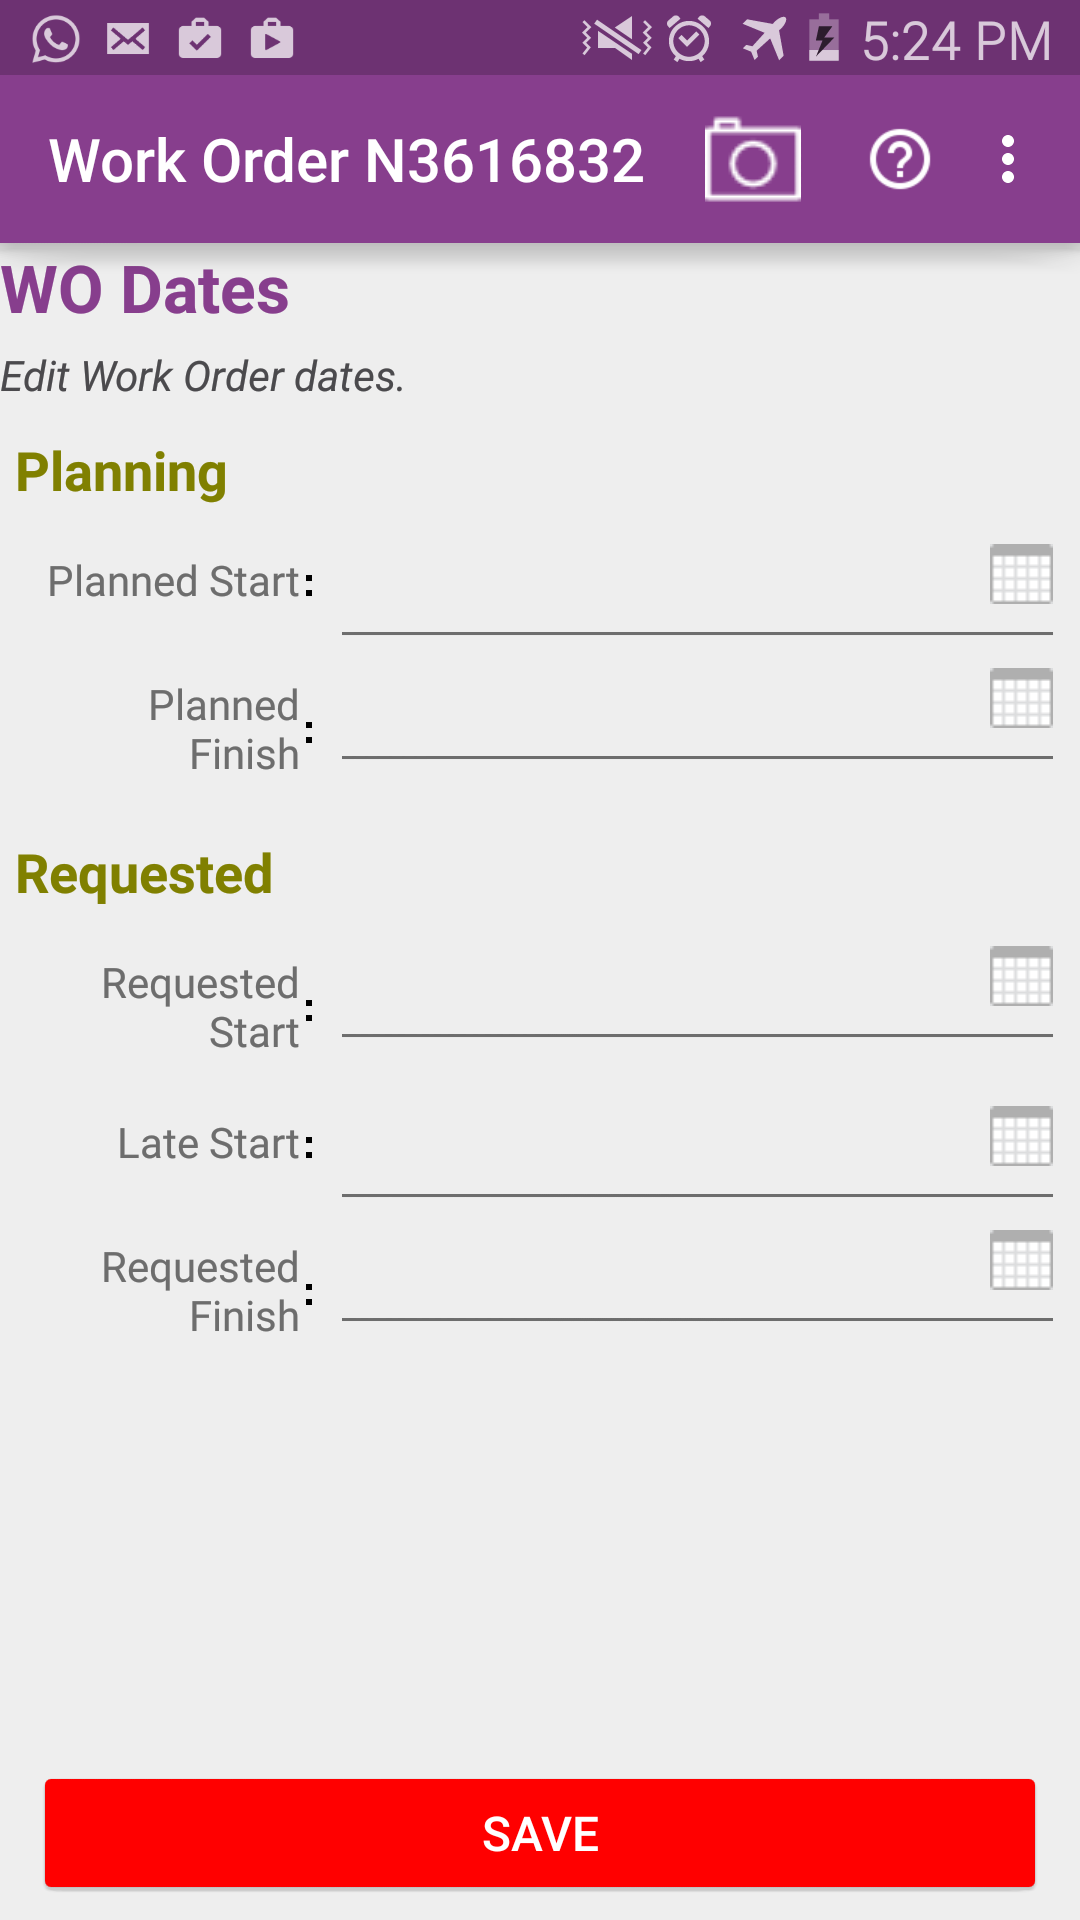 5:24 PM
Work Order N3616832
WO Dates
Edit Work Order dates.
Planning
Planned Start:
Planned
Finish:
Requested
Requested
Start:
Late Start:
Requested
Finish:
SAVE